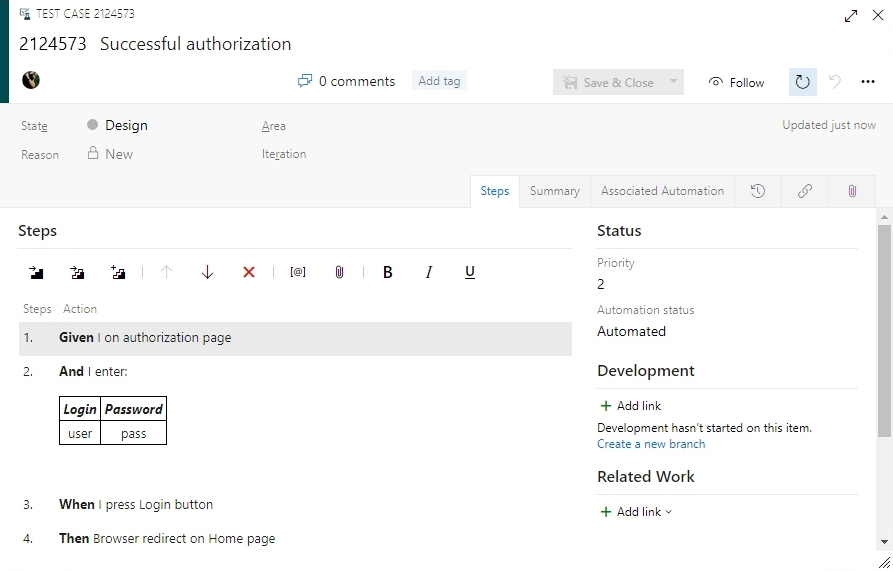 TEST CASE 2124573
2124573 Successful authorization
0 comments Add tag Save & Close Follow
State Design Area Updated just now
Reason New Iteration
Steps Summary Associated Automation
Steps
[@] B I U
Steps Action
1. Given I on authorization page
2. And I enter:
Login Password
user pass
3. When I press Login button
4. Then Browser redirect on Home page
Status
Priority
2
Automation status
Automated
Development
+ Add link
Development hasn't started on this item.
Create a new branch
Related Work
+ Add link